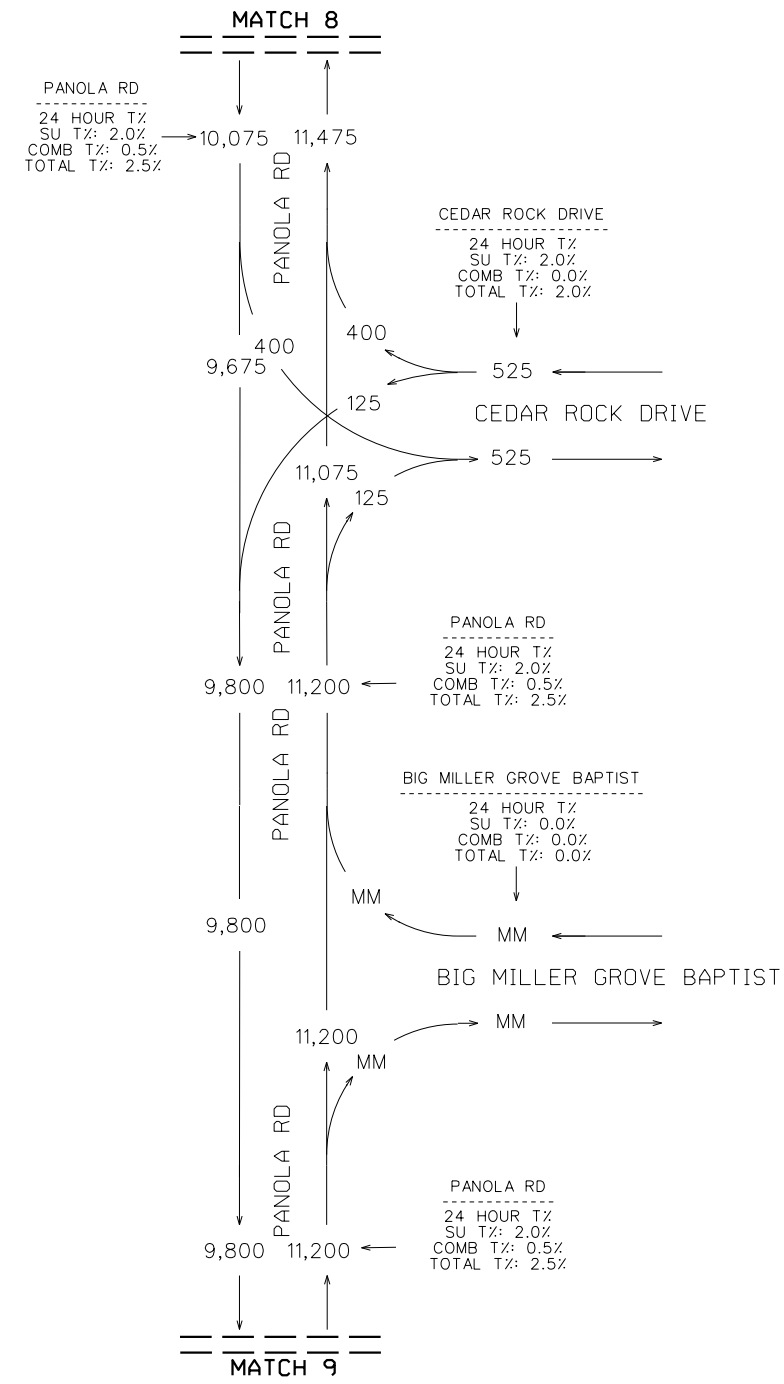 MATCH 8
PANOLA RD
24 HOUR T%
SU T%: 2.0%
COMB T%: 0.5%
TOTAL T%: 2.5%
10,075
11,475
PANOLA RD
CEDAR ROCK DRIVE
24 HOUR T%
SU T%: 2.0%
COMB T%: 0.0%
TOTAL T%: 2.0%
400
400
9,675
525
125
CEDAR ROCK DRIVE
525
11,075
125
PANOLA RD
PANOLA RD
24 HOUR T%
SU T%: 2.0%
COMB T%: 0.5%
TOTAL T%: 2.5%
9,800
11,200
PANOLA RD
BIG MILLER GROVE BAPTIST
24 HOUR T%
SU T%: 0.0%
COMB T%: 0.0%
TOTAL T%: 0.0%
MM
9,800
MM
BIG MILLER GROVE BAPTIST
MM
11,200
MM
PANOLA RD
PANOLA RD
24 HOUR T%
SU T%: 2.0%
COMB T%: 0.5%
TOTAL T%: 2.5%
9,800
11,200
MATCH 9